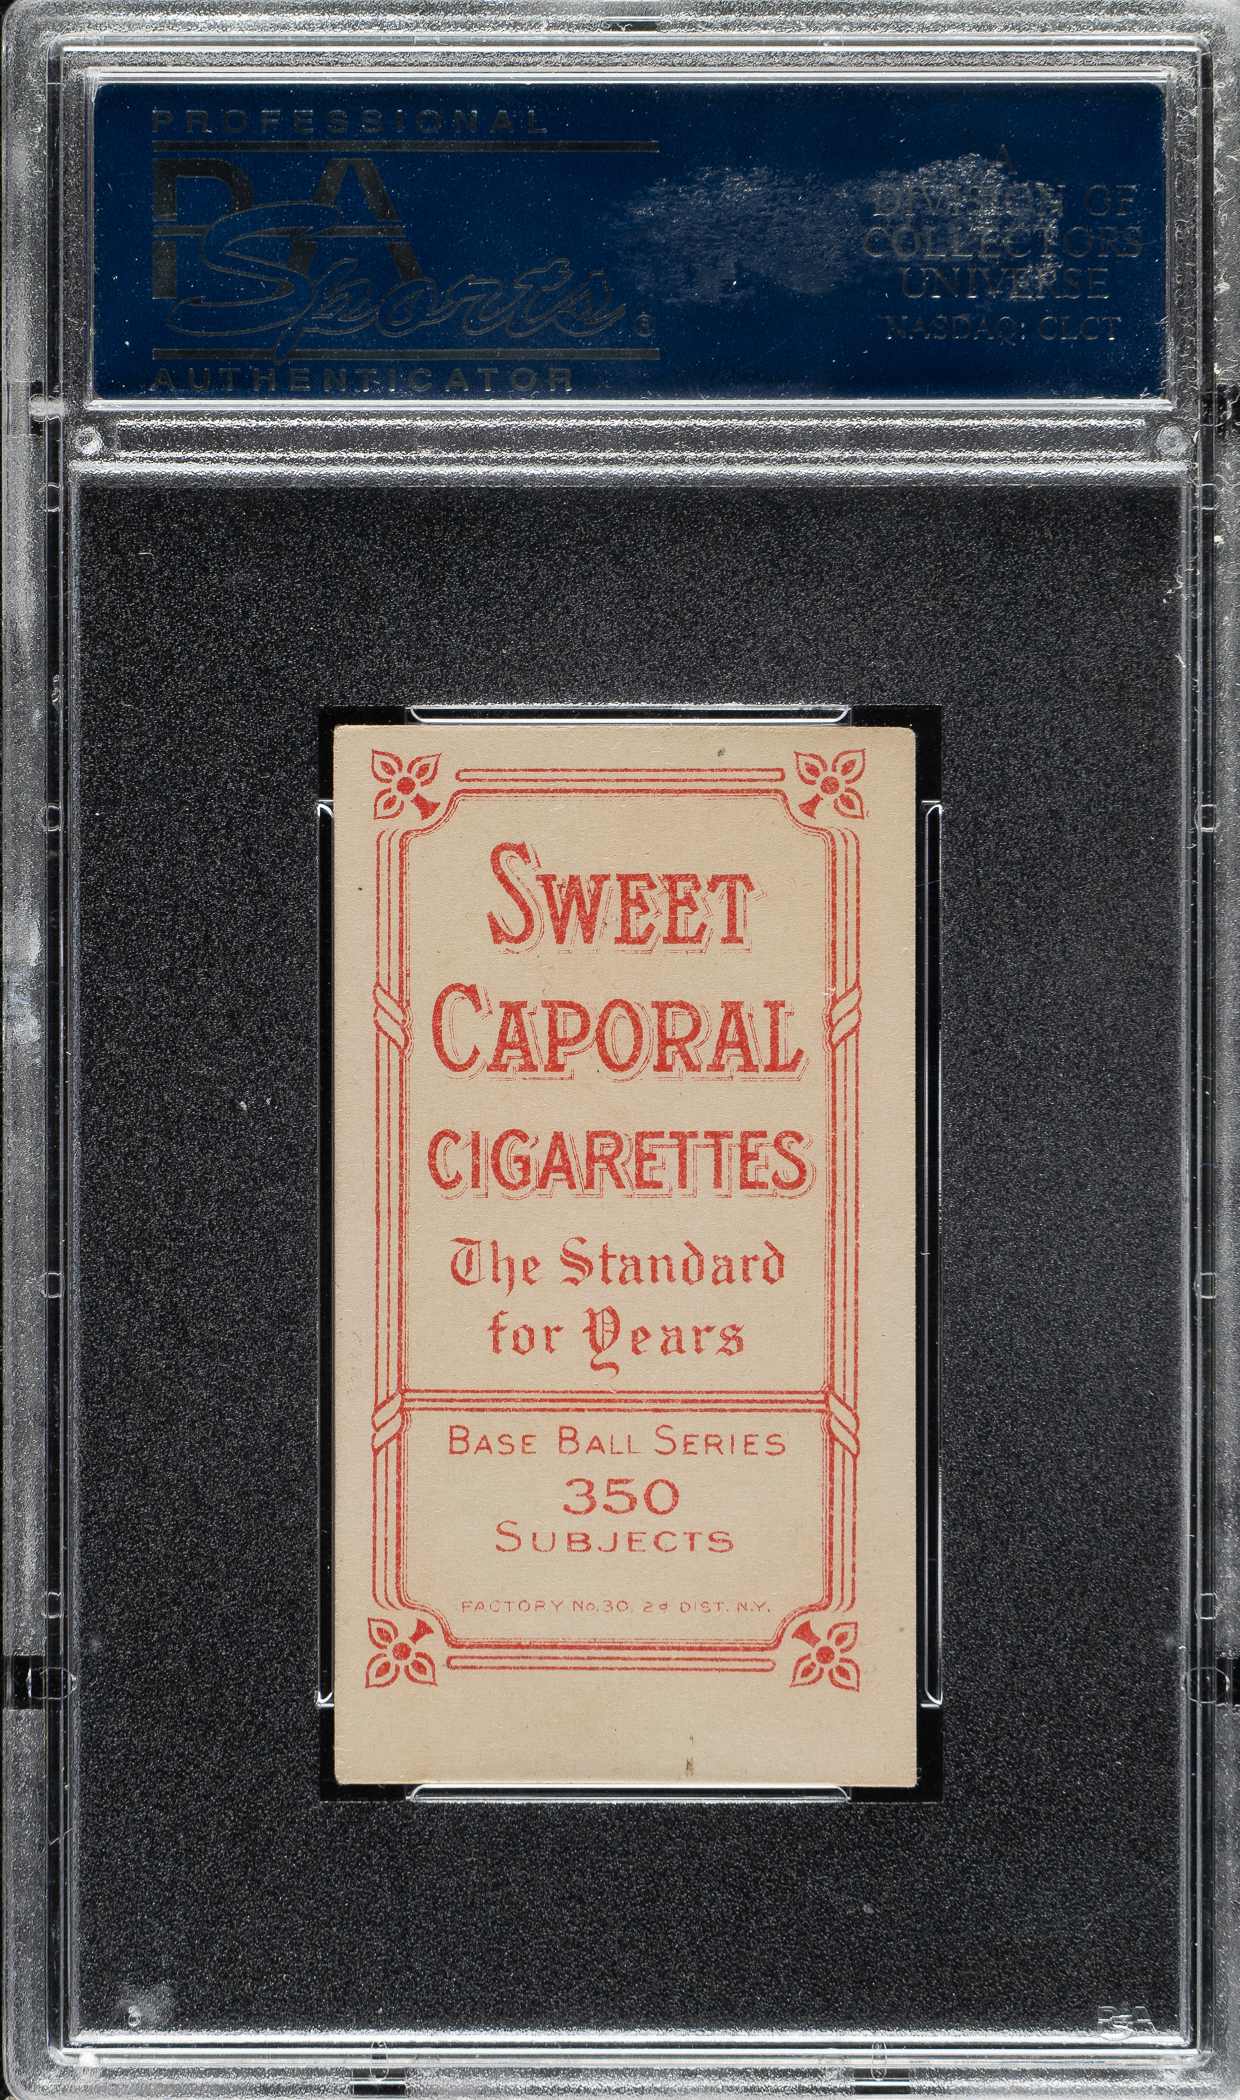 PROFESSIONAL
PSA
Sports®
AUTHENTICATOR
A
DIVISION OF
COLLECTORS
UNIVERSE
NASDAQ: CLCT
SWEET
CAPORAL
CIGARETTES
The Standard
for Years
BASE BALL SERIES
350
SUBJECTS
FACTORY No. 30, 2d DIST. N.Y.
PSA